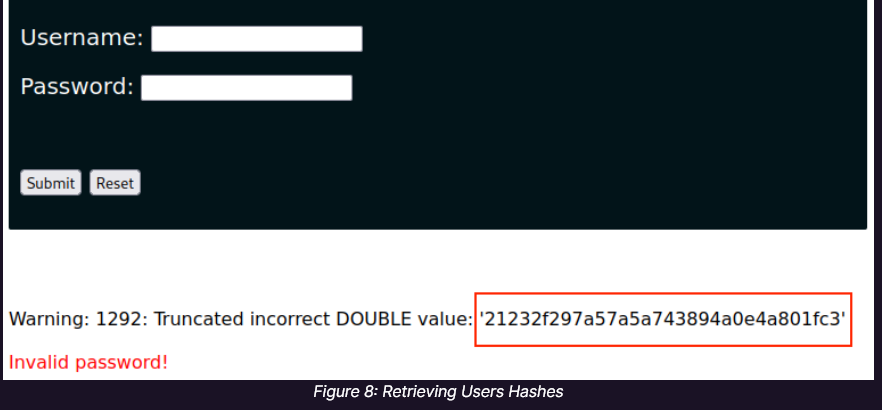 Username:
Password:
Submit Reset
Warning: 1292: Truncated incorrect DOUBLE value: '21232f297a57a5a743894a0e4a801fc3'
Invalid password!
Figure 8: Retrieving Users Hashes